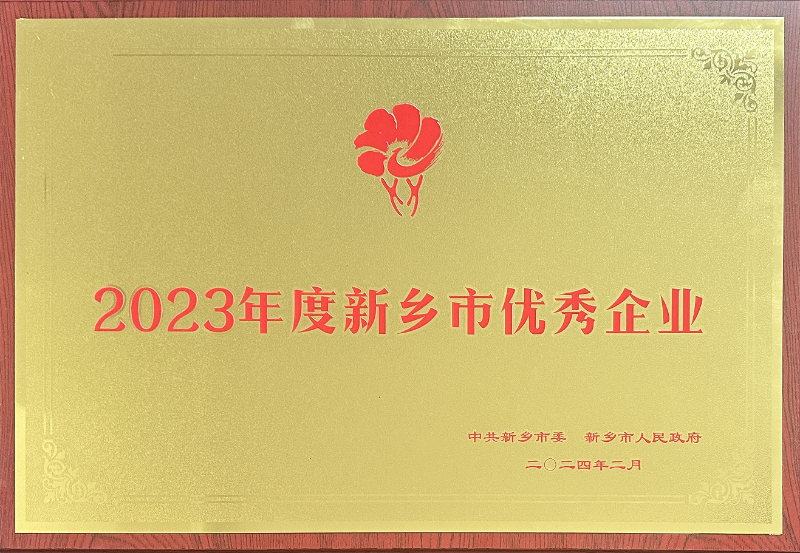 2023年度新乡市优秀企业
中共新乡市委 新乡市人民政府
二〇二四年二月